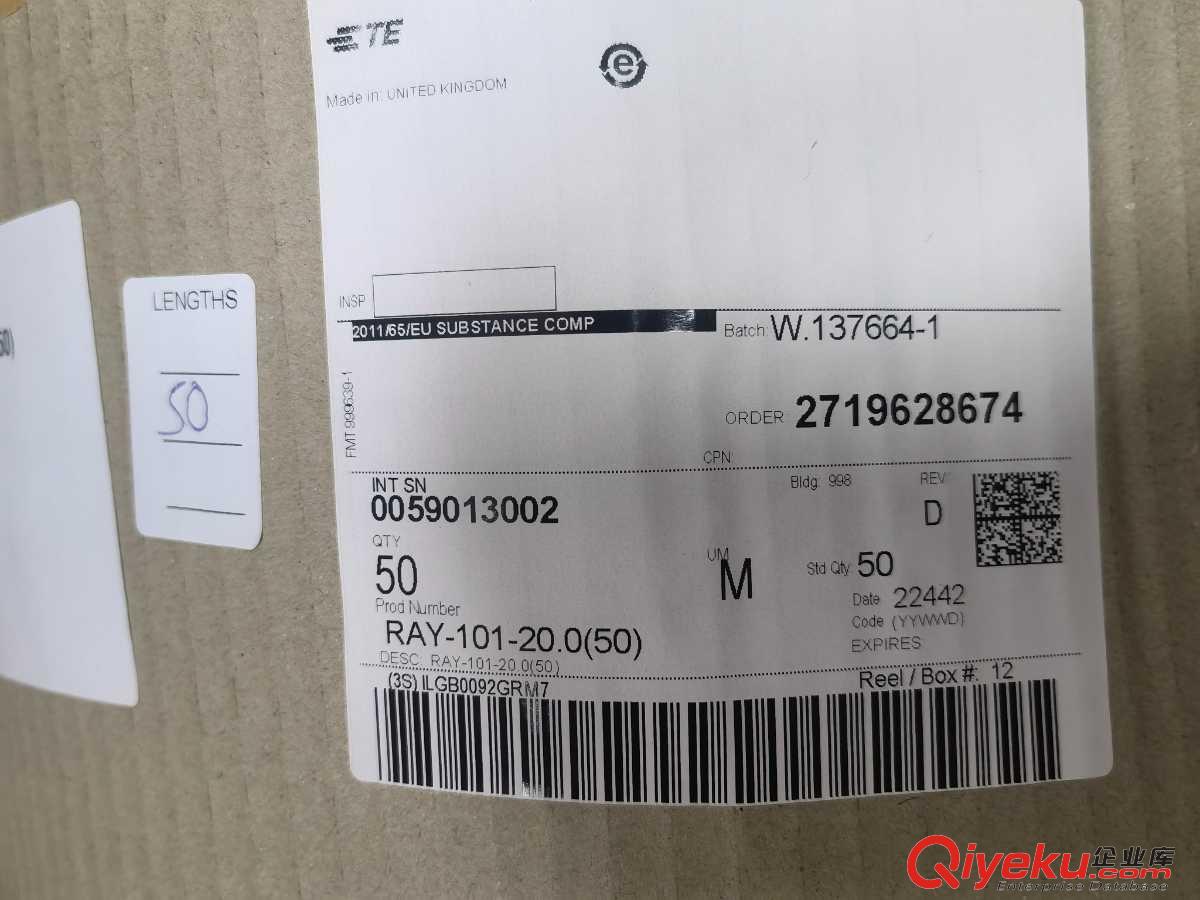 TE
e
Made in: UNITED KINGDOM
INSP
2011/65/EU SUBSTANCE COMP
Batch: W.137664-1
FMT 999639-1
ORDER 2719628674
CPN:
INT SN
0059013002
Bldg: 998
REV
D
QTY
50
UM
M
Std Qty 50
Prod Number
RAY-101-20.0(50)
Date 22442
Code (YYWWD)
EXPIRES
DESC: RAY-101-20.0(50)
(3S) ILGB0092GRM7
Reel / Box #: 12
LENGTHS
50
Qiyeku企业库
.com
Enterprise Database